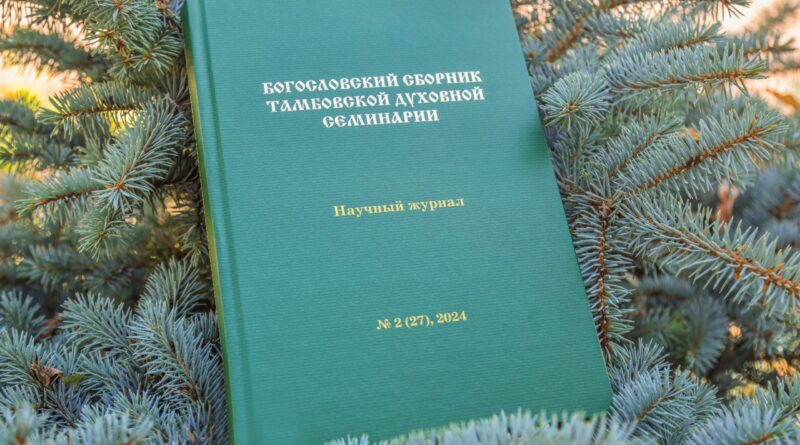 БОГОСЛОВСКИЙ СБОРНИК
ТАМБОВСКОЙ ДУХОВНОЙ
СЕМИНАРИИ
Научный журнал
№ 2 (27), 2024